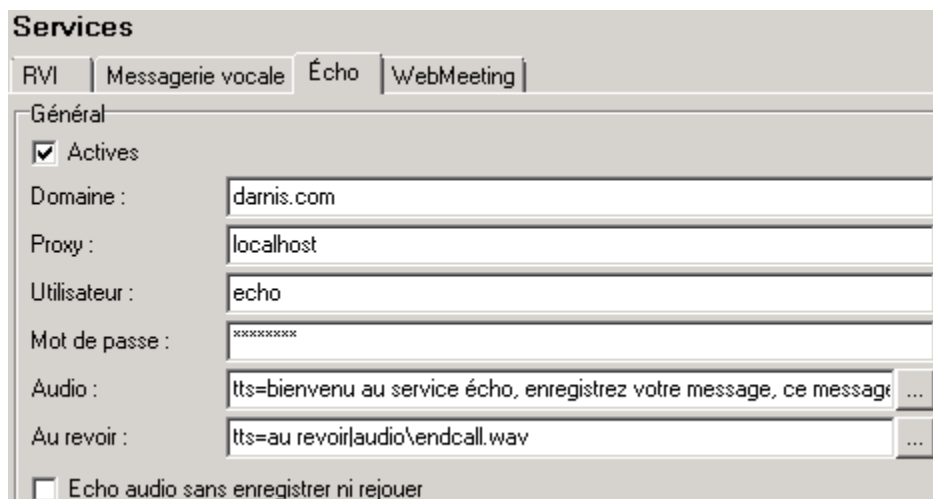 Services
RVI Messagerie vocale Écho WebMeeting
Général
Actives
Domaine : darnis.com
Proxy : localhost
Utilisateur : echo
Mot de passe : ********
Audio : tts=bienvenu au service écho, enregistrez votre message, ce message ...
Au revoir : tts=au revoir|audio\endcall.wav ...
Echo audio sans enregistrer ni rejouer